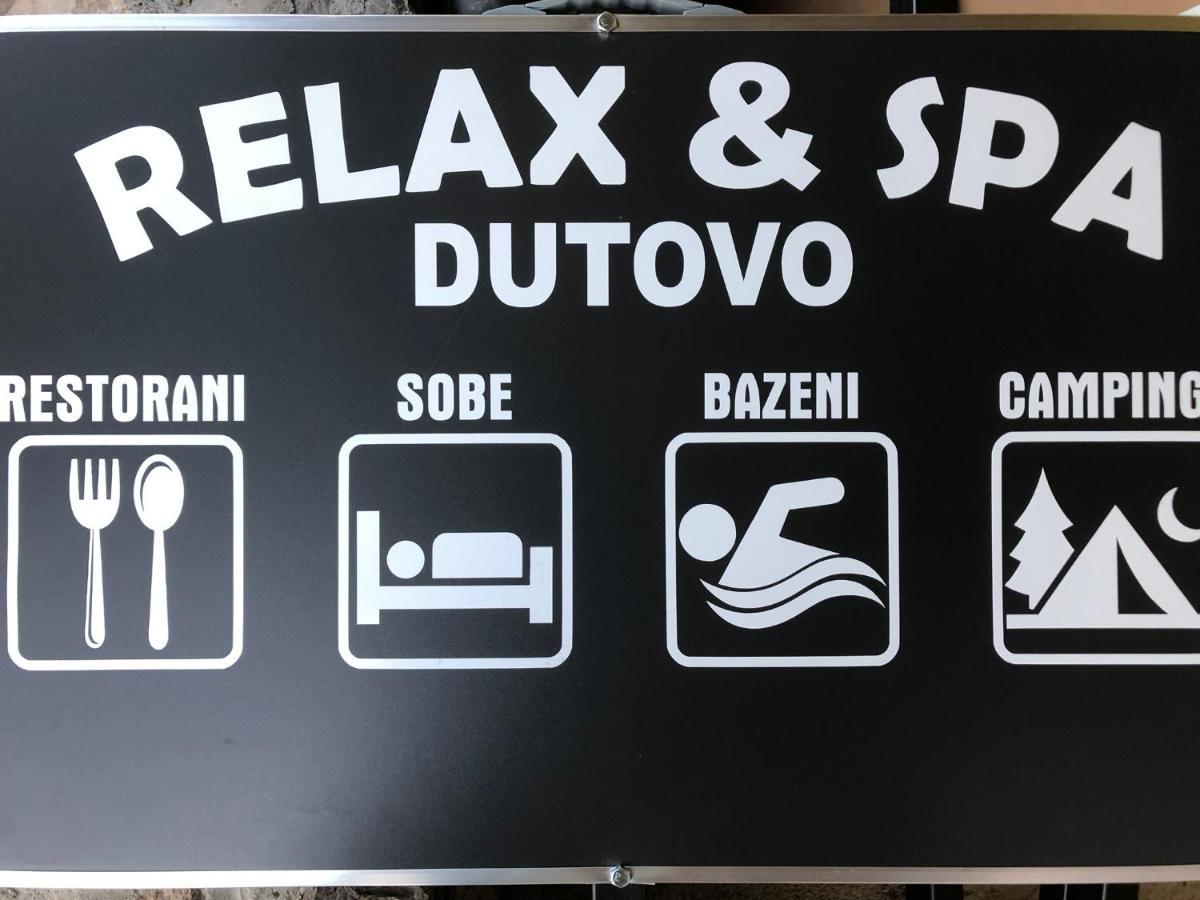 RELAX & SPA
DUTOVO
RESTORANI SOBE BAZENI CAMPING